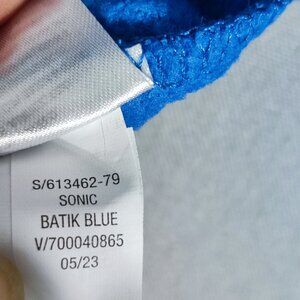 S/613462-79
SONIC
BATIK BLUE
V/700040865
05/23